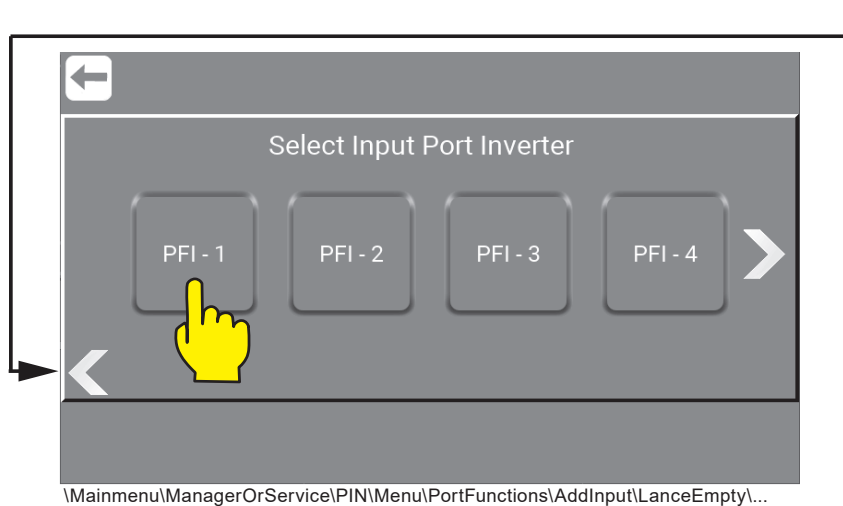 Select Input Port Inverter
PFI - 1
PFI - 2
PFI - 3
PFI - 4
\Mainmenu\ManagerOrService\PIN\Menu\PortFunctions\AddInput\LanceEmpty\...